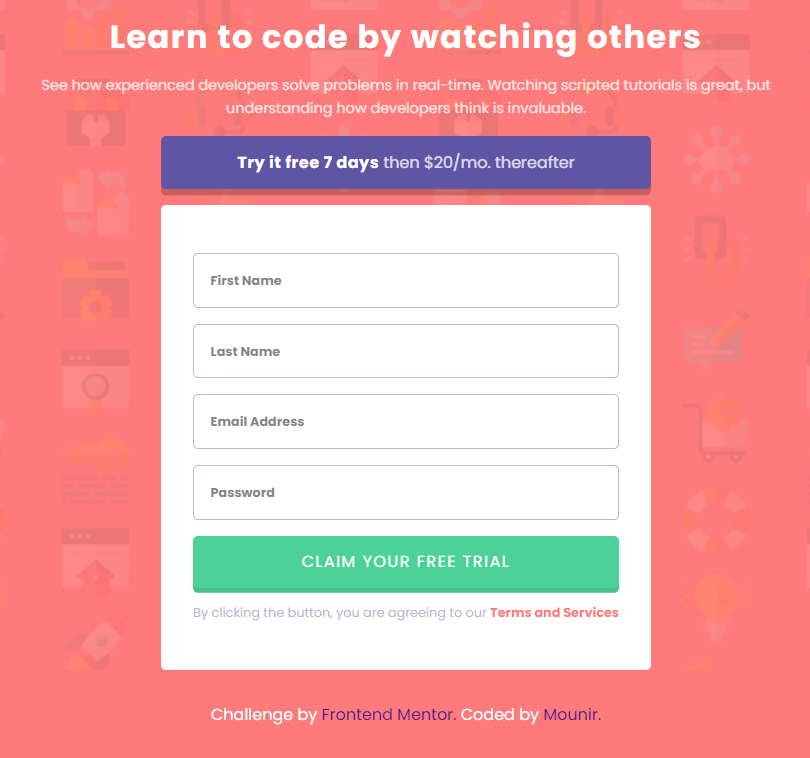 Learn to code by watching others
See how experienced developers solve problems in real-time. Watching scripted tutorials is great, but
understanding how developers think is invaluable.
Try it free 7 days then $20/mo. thereafter
First Name
Last Name
Email Address
Password
CLAIM YOUR FREE TRIAL
By clicking the button, you are agreeing to our Terms and Services
Challenge by Frontend Mentor. Coded by Mounir.